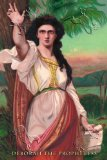 DEBORAH THE PROPHETESS